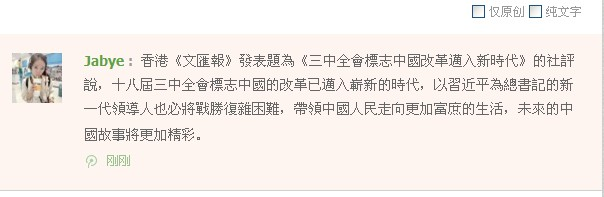 仅原创 纯文字
Jabye：香港《文匯報》發表題為《三中全會標志中國改革邁入新時代》的社評
說，十八屆三中全會標志中國的改革已邁入嶄新的時代，以習近平為總書記的新
一代領導人也必將戰勝復雜困難，帶領中國人民走向更加富庶的生活，未來的中
國故事將更加精彩。
刚刚